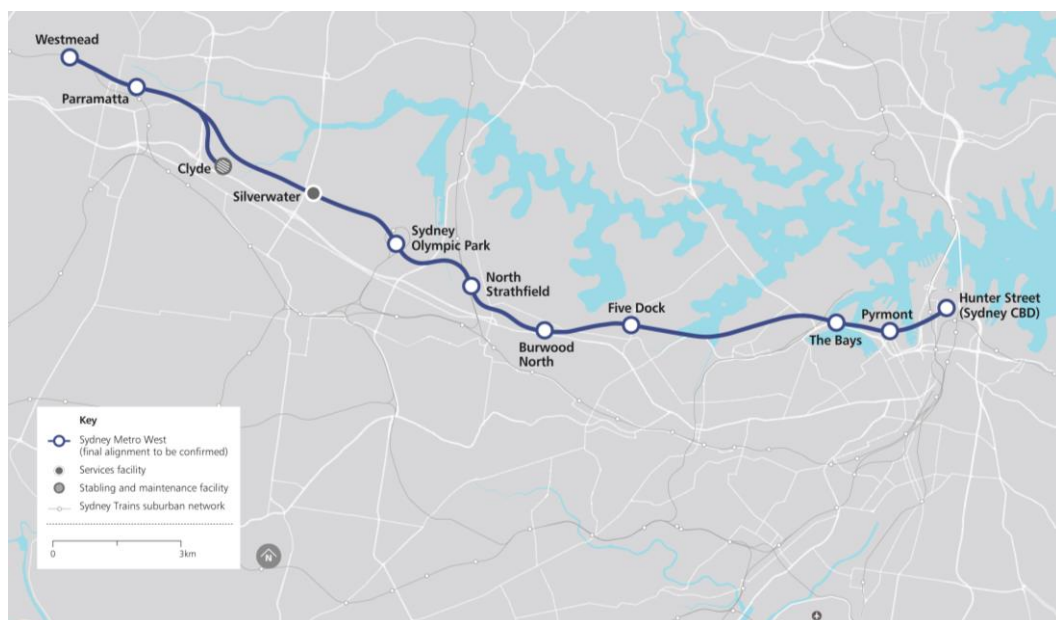 Westmead
Parramatta
Clyde
Silverwater
Sydney
Olympic Park
North
Strathfield
Burwood
North
Five Dock
The Bays
Pyrmont
Hunter Street
(Sydney CBD)
Key
Sydney Metro West
(final alignment to be confirmed)
Services facility
Stabling and maintenance facility
Sydney Trains suburban network
0
3km
N